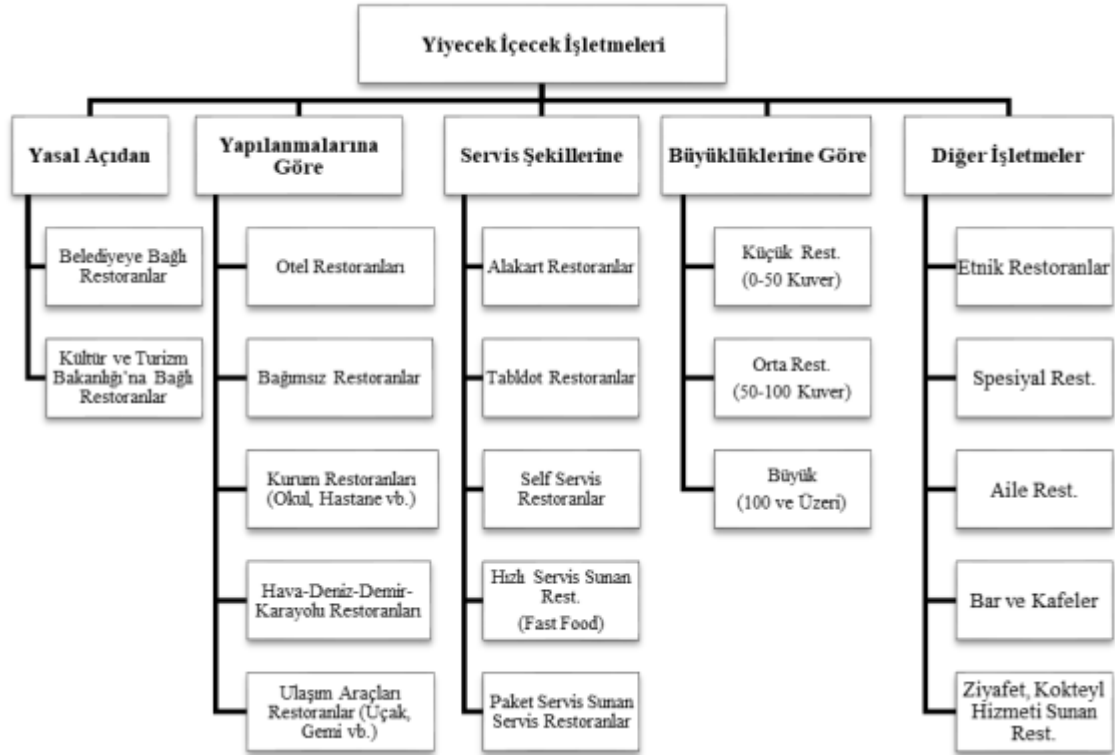 Yiyecek İçecek İşletmeleri
Yasal Açıdan
Belediyeye Bağlı
Restoranlar
Kültür ve Turizm
Bakanlığı'na Bağlı
Restoranlar
Yapılanmalarına
Göre
Otel Restoranları
Bağımsız Restoranlar
Kurum Restoranları
(Okul, Hastane vb.)
Hava-Deniz-Demir-
Karayolu Restoranları
Ulaşım Araçları
Restoranlar (Uçak,
Gemi vb.)
Servis Şekillerine
Alakart Restoranlar
Tabldot Restoranlar
Self Servis
Restoranlar
Hızlı Servis Sunan
Rest.
(Fast Food)
Paket Servis Sunan
Servis Restoranlar
Büyüklüklerine Göre
Küçük Rest.
(0-50 Kuver)
Orta Rest.
(50-100 Kuver)
Büyük
(100 ve Üzeri)
Diğer İşletmeler
Etnik Restoranlar
Spesiyal Rest.
Aile Rest.
Bar ve Kafeler
Ziyafet, Kokteyl
Hizmeti Sunan
Rest.